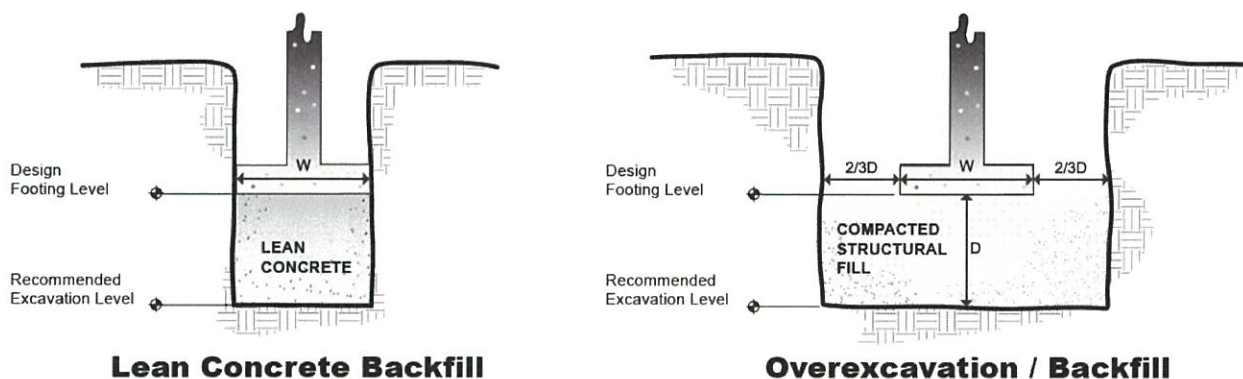 W
Design
Footing Level
LEAN
CONCRETE
Recommended
Excavation Level
Lean Concrete Backfill
2/3D
W
2/3D
Design
Footing Level
COMPACTED
STRUCTURAL
FILL
D
Recommended
Excavation Level
Overexcavation / Backfill